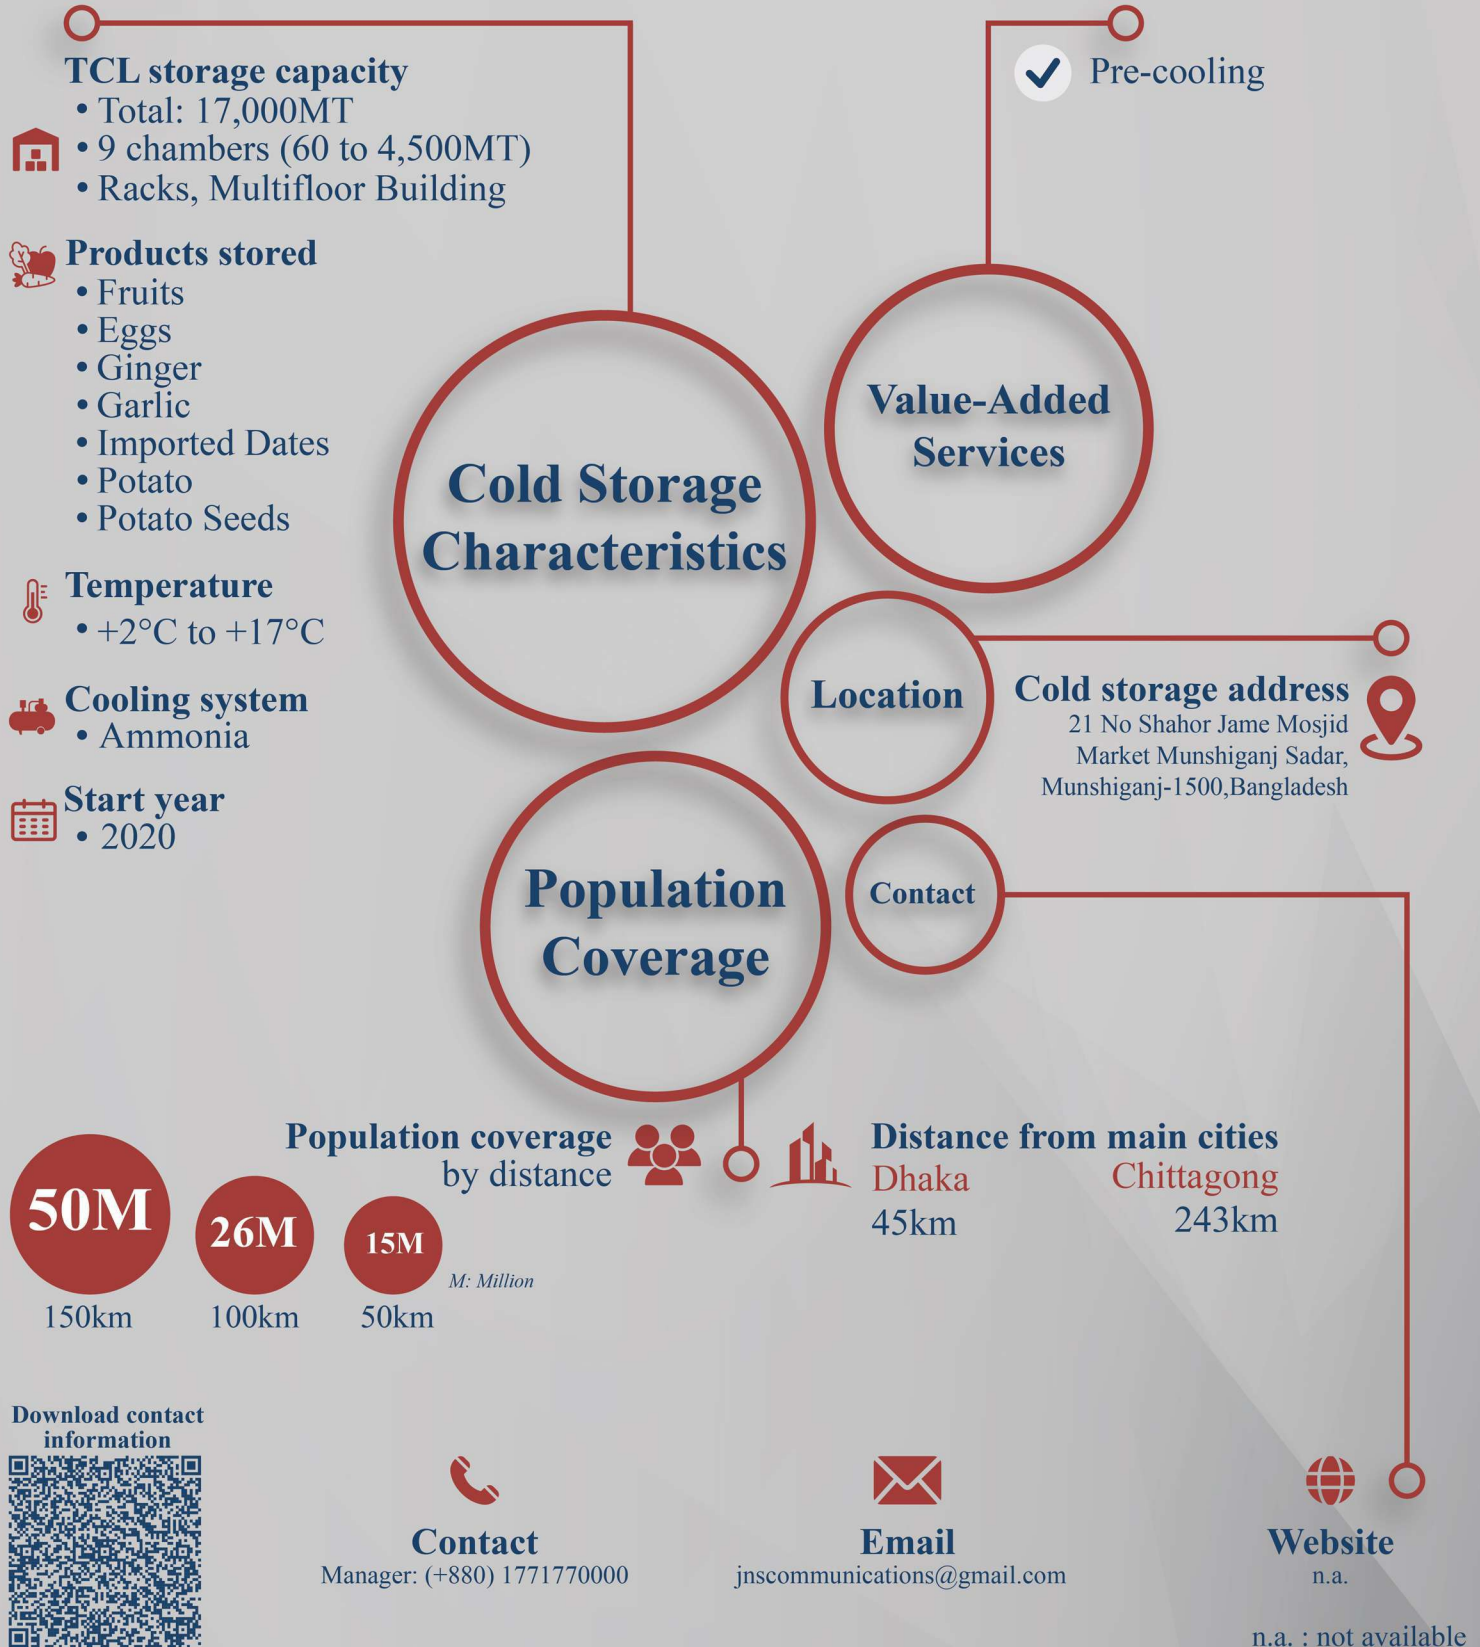 TCL storage capacity
• Total: 17,000MT
• 9 chambers (60 to 4,500MT)
• Racks, Multifloor Building
Products stored
• Fruits
• Eggs
• Ginger
• Garlic
• Imported Dates
• Potato
• Potato Seeds
Temperature
• +2°C to +17°C
Cooling system
• Ammonia
Start year
• 2020
Cold Storage
Characteristics
Pre-cooling
Value-Added
Services
Location
Cold storage address
21 No Shahor Jame Mosjid
Market Munshiganj Sadar,
Munshiganj-1500,Bangladesh
Contact
Population
Coverage
Population coverage
by distance
50M
26M
15M
M: Million
150km
100km
50km
Distance from main cities
Dhaka
Chittagong
45km
243km
Download contact
information
Contact
Manager: (+880) 1771770000
Email
jnscommunications@gmail.com
Website
n.a.
n.a. : not available